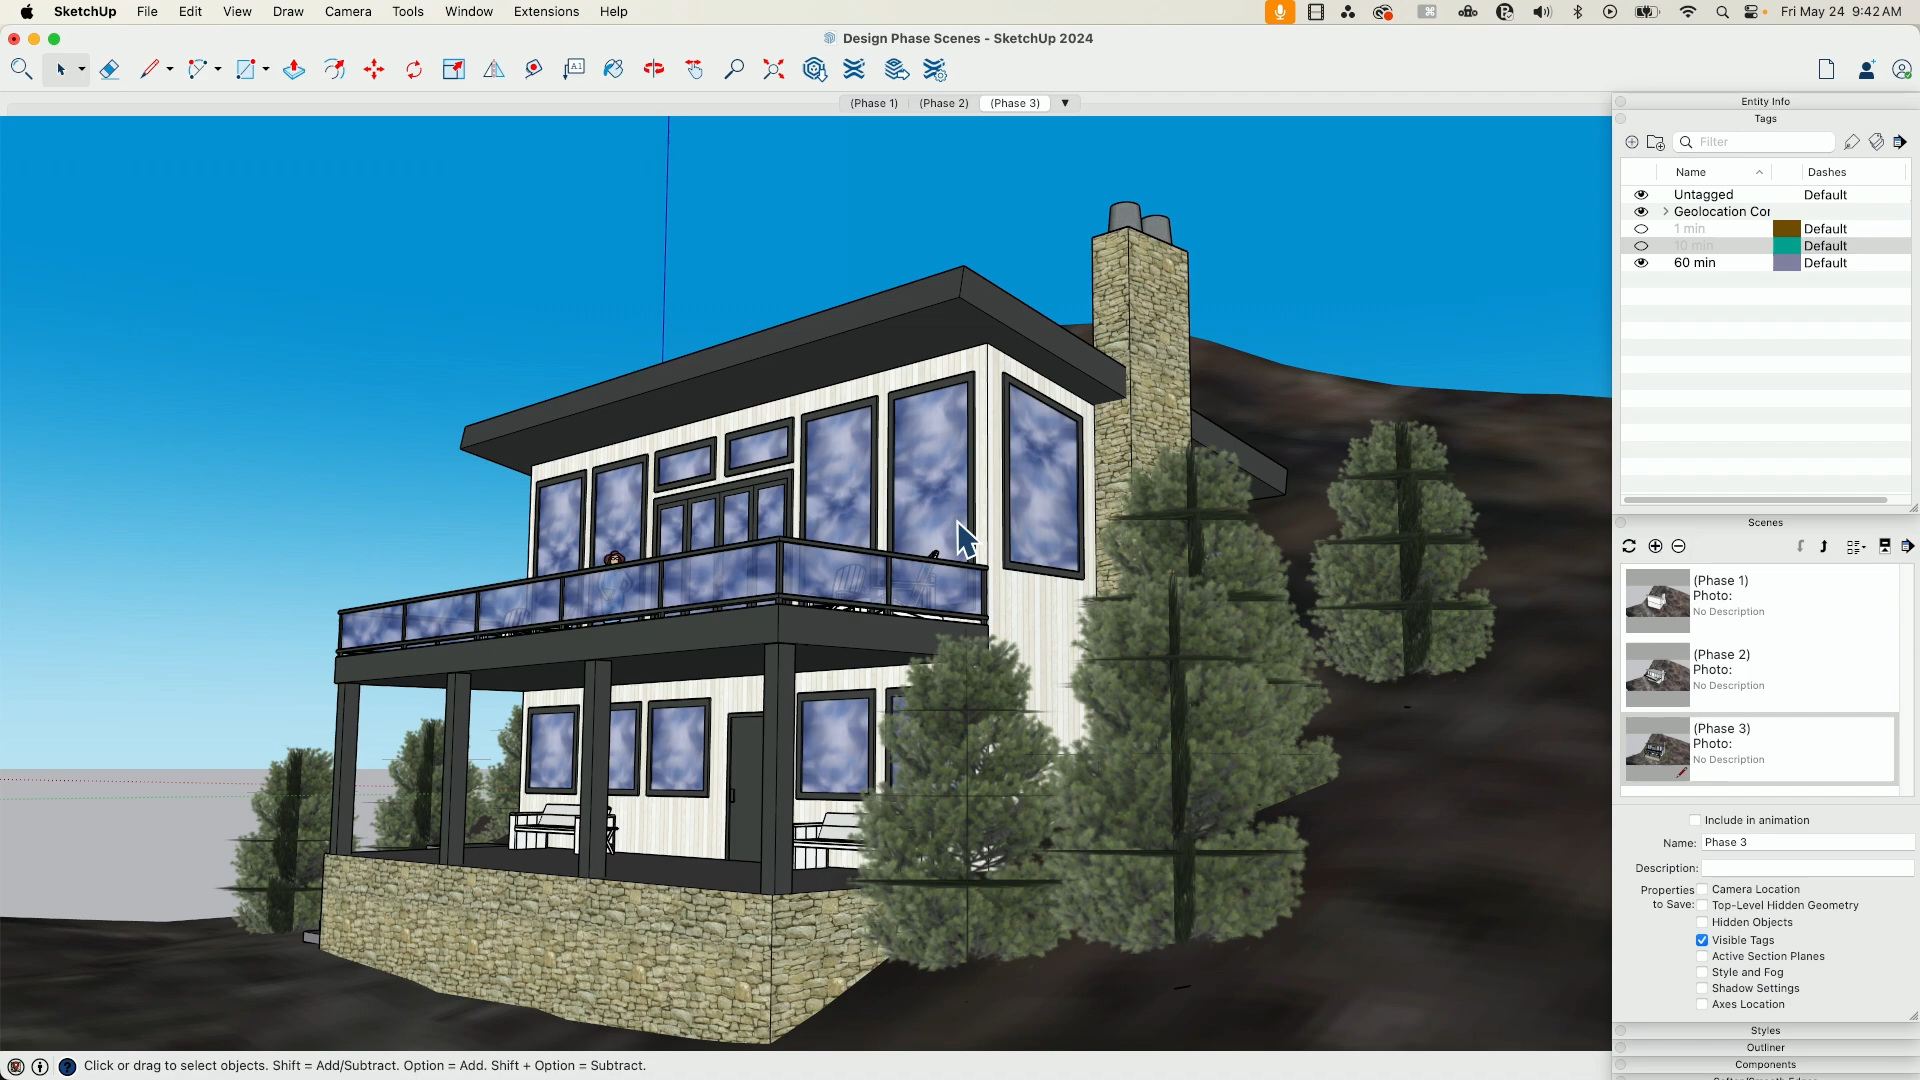 SketchUp File Edit View Draw Camera Tools Window Extensions Help Fri May 24 9:42 AM
Design Phase Scenes - SketchUp 2024
A1
(Phase 1) (Phase 2) (Phase 3) ▼
Entity Info
Tags
Filter
Name Dashes
Untagged Default
Geolocation Cor
1 min Default
10 min Default
60 min Default
Scenes
(Phase 1)
Photo:
No Description
(Phase 2)
Photo:
No Description
(Phase 3)
Photo:
No Description
Include in animation
Name: Phase 3
Description:
Properties to Save:
Camera Location
Top-Level Hidden Geometry
Hidden Objects
Visible Tags
Active Section Planes
Style and Fog
Shadow Settings
Axes Location
Styles
Outliner
Components
Click or drag to select objects. Shift = Add/Subtract. Option = Add. Shift + Option = Subtract.